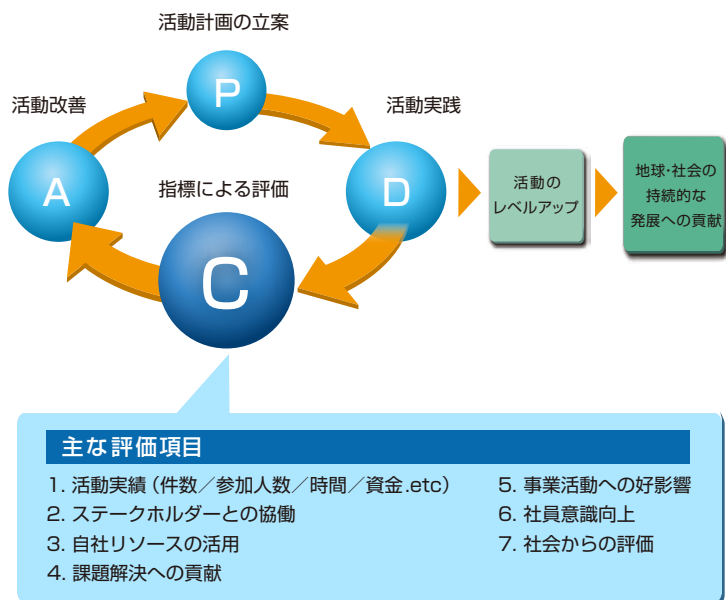 活動計画の立案
P
活動改善
活動実践
A
指標による評価
D
C
活動の
レベルアップ
地球・社会の
持続的な
発展への貢献
主な評価項目
1. 活動実績（件数／参加人数／時間／資金.etc）
2. ステークホルダーとの協働
3. 自社リソースの活用
4. 課題解決への貢献
5. 事業活動への好影響
6. 社員意識向上
7. 社会からの評価